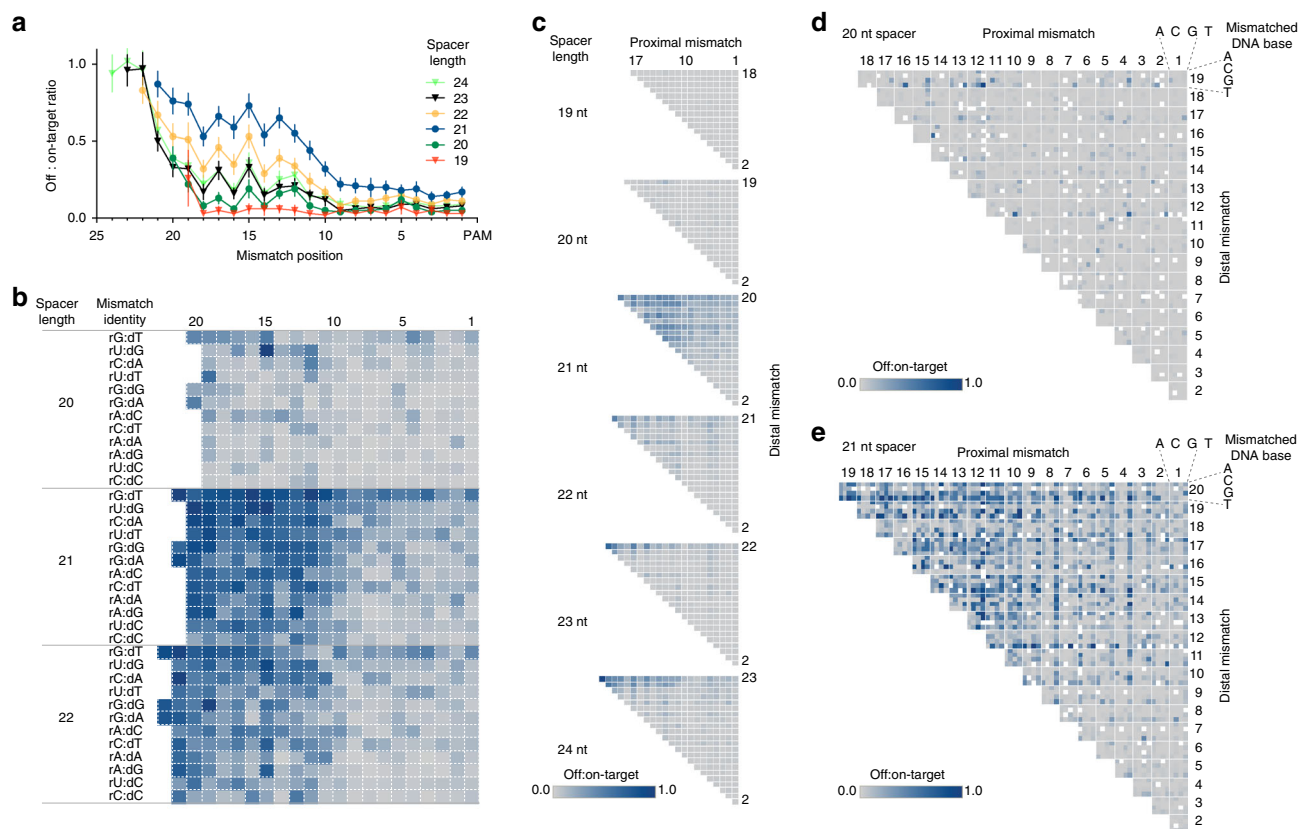 a
Off : on-target ratio
1.0
0.5
0.0
25 20 15 10 5 PAM
Mismatch position
Spacer
length
24
23
22
21
20
19
b
Spacer
length
Mismatch
identity
20 15 10 5 1
20
rG:dT
rU:dG
rC:dA
rU:dT
rG:dG
rG:dA
rA:dC
rC:dT
rA:dA
rA:dG
rU:dC
rC:dC
21
rG:dT
rU:dG
rC:dA
rU:dT
rG:dG
rG:dA
rA:dC
rC:dT
rA:dA
rA:dG
rU:dC
rC:dC
22
rG:dT
rU:dG
rC:dA
rU:dT
rG:dG
rG:dA
rA:dC
rC:dT
rA:dA
rA:dG
rU:dC
rC:dC
c
Spacer
length
Proximal mismatch
17 10 1
18
19 nt
2
19
20 nt
2
20
21 nt
2
21
22 nt
2
22
23 nt
2
23
24 nt
2
Distal mismatch
Off:on-target
0.0 1.0
d
20 nt spacer
Proximal mismatch
A C G T
Mismatched
DNA base
A
C
G
T
18 17 16 15 14 13 12 11 10 9 8 7 6 5 4 3 2 1
19
18
17
16
15
14
13
12
11
10
9
8
7
6
5
4
3
2
Distal mismatch
Off:on-target
0.0 1.0
e
21 nt spacer
Proximal mismatch
A C G T
Mismatched
DNA base
A
C
G
T
19 18 17 16 15 14 13 12 11 10 9 8 7 6 5 4 3 2 1
20
19
18
17
16
15
14
13
12
11
10
9
8
7
6
5
4
3
2
Distal mismatch
Off:on-target
0.0 1.0